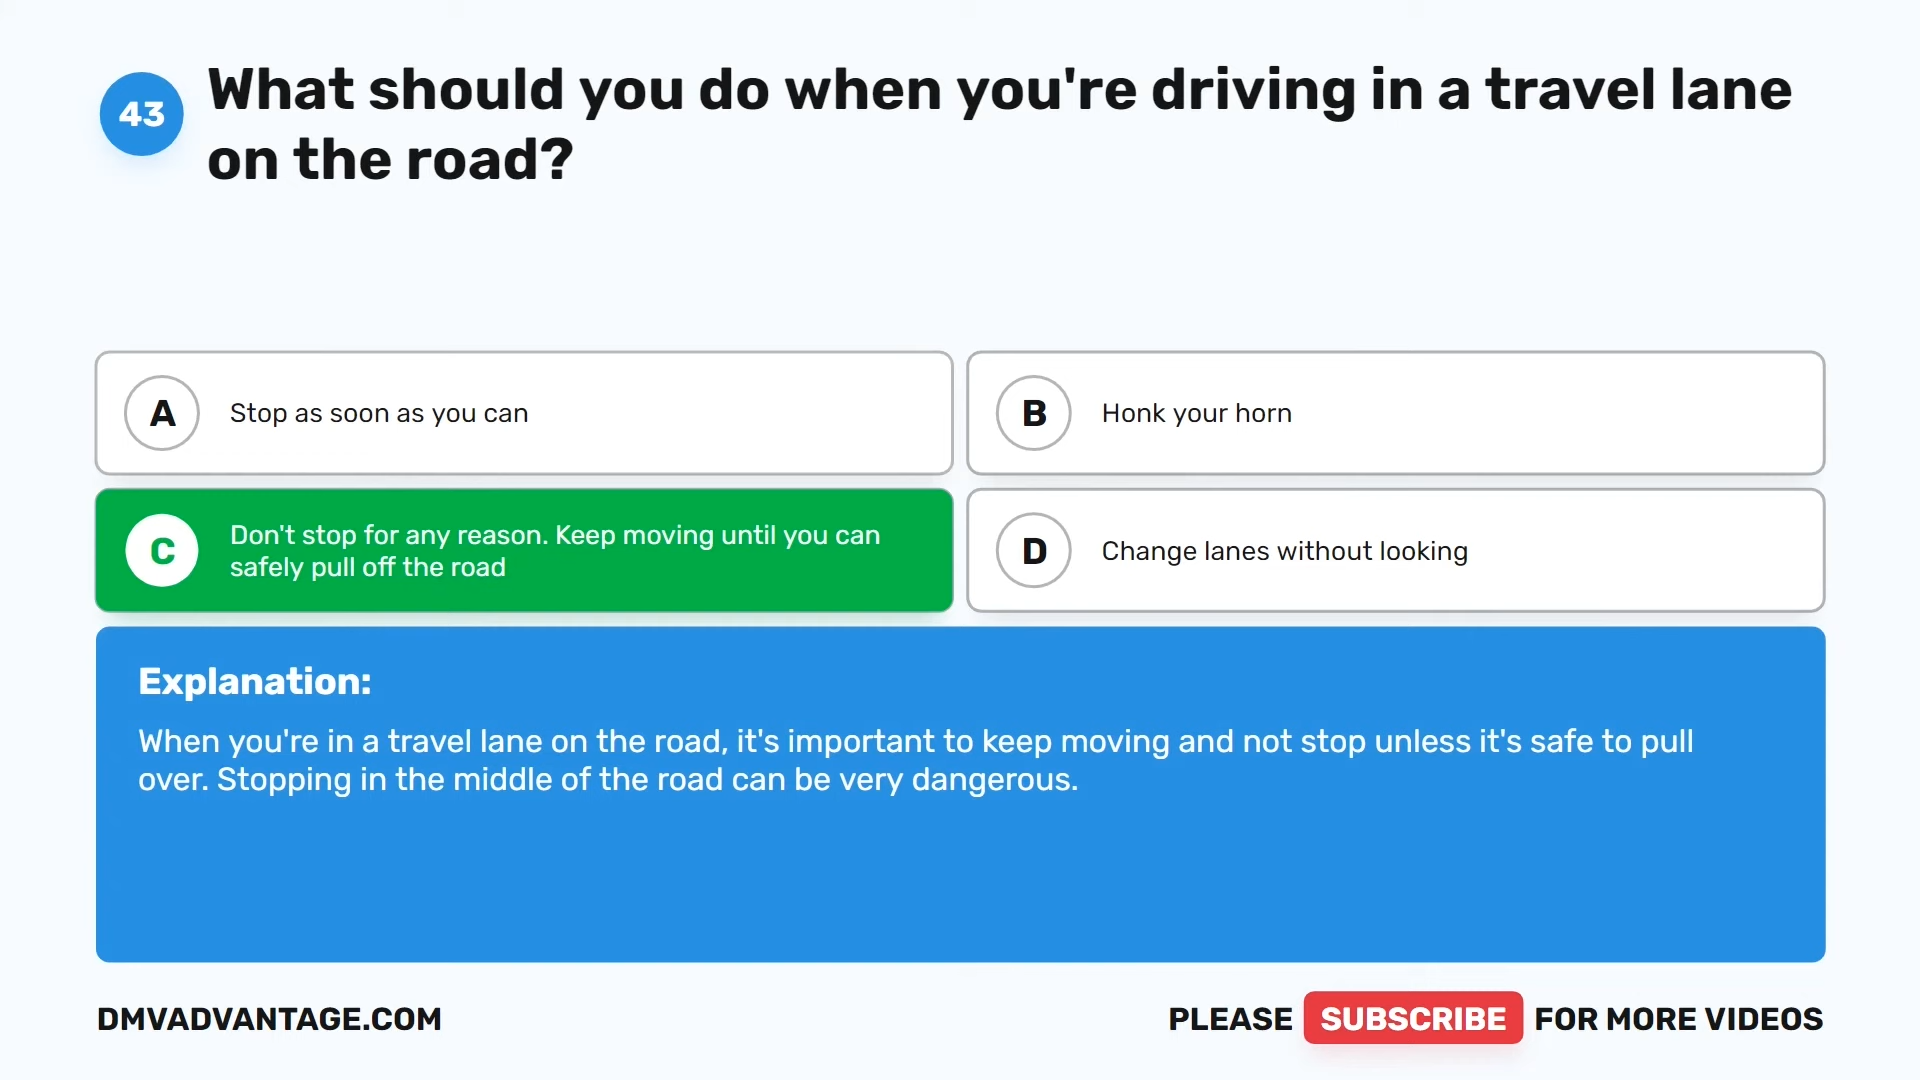 43
What should you do when you're driving in a travel lane
on the road?
A
Stop as soon as you can
B
Honk your horn
C
Don't stop for any reason. Keep moving until you can
safely pull off the road
D
Change lanes without looking
Explanation:
When you're in a travel lane on the road, it's important to keep moving and not stop unless it's safe to pull
over. Stopping in the middle of the road can be very dangerous.
DMVADVANTAGE.COM
PLEASE SUBSCRIBE FOR MORE VIDEOS